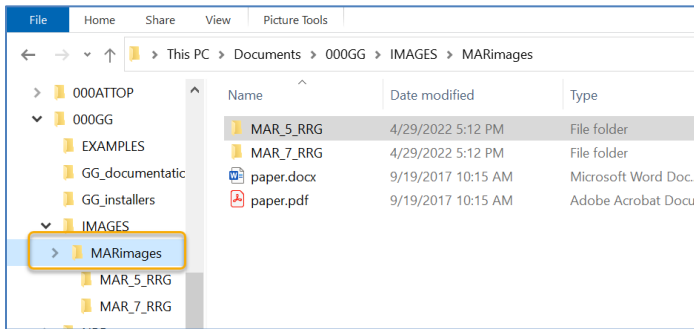 File Home Share View Picture Tools
This PC > Documents > 000GG > IMAGES > MARimages
000ATTOP
000GG
EXAMPLES
GG_documentatic
GG_installers
IMAGES
MARimages
MAR_5_RRG
MAR_7_RRG
Name Date modified Type
MAR_5_RRG 4/29/2022 5:12 PM File folder
MAR_7_RRG 4/29/2022 5:12 PM File folder
paper.docx 9/19/2017 10:15 AM Microsoft Word Doc.
paper.pdf 9/19/2017 10:15 AM Adobe Acrobat Docu